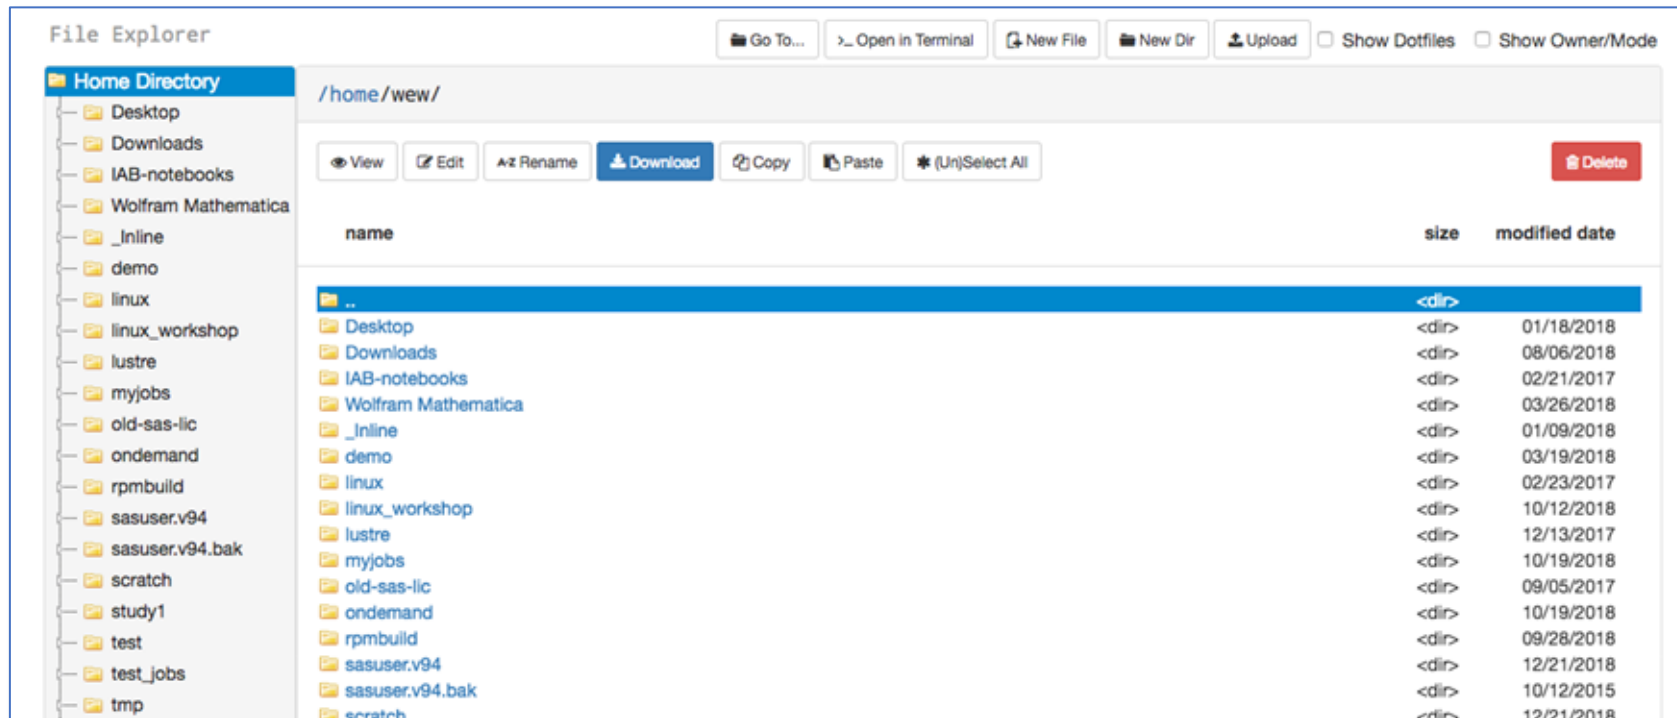 File Explorer
Go To... >_ Open in Terminal New File New Dir Upload Show Dotfiles Show Owner/Mode
Home Directory
Desktop
Downloads
IAB-notebooks
Wolfram Mathematica
_Inline
demo
linux
linux_workshop
lustre
myjobs
old-sas-lic
ondemand
rpmbuild
sasuser.v94
sasuser.v94.bak
scratch
study1
test
test_jobs
tmp
/home/wew/
View Edit A-Z Rename Download Copy Paste (Un)Select All Delete
name size modified date
.. <dir>
Desktop <dir> 01/18/2018
Downloads <dir> 08/06/2018
IAB-notebooks <dir> 02/21/2017
Wolfram Mathematica <dir> 03/26/2018
_Inline <dir> 01/09/2018
demo <dir> 03/19/2018
linux <dir> 02/23/2017
linux_workshop <dir> 10/12/2018
lustre <dir> 12/13/2017
myjobs <dir> 10/19/2018
old-sas-lic <dir> 09/05/2017
ondemand <dir> 10/19/2018
rpmbuild <dir> 09/28/2018
sasuser.v94 <dir> 12/21/2018
sasuser.v94.bak <dir> 10/12/2015
scratch <dir> 12/21/2018